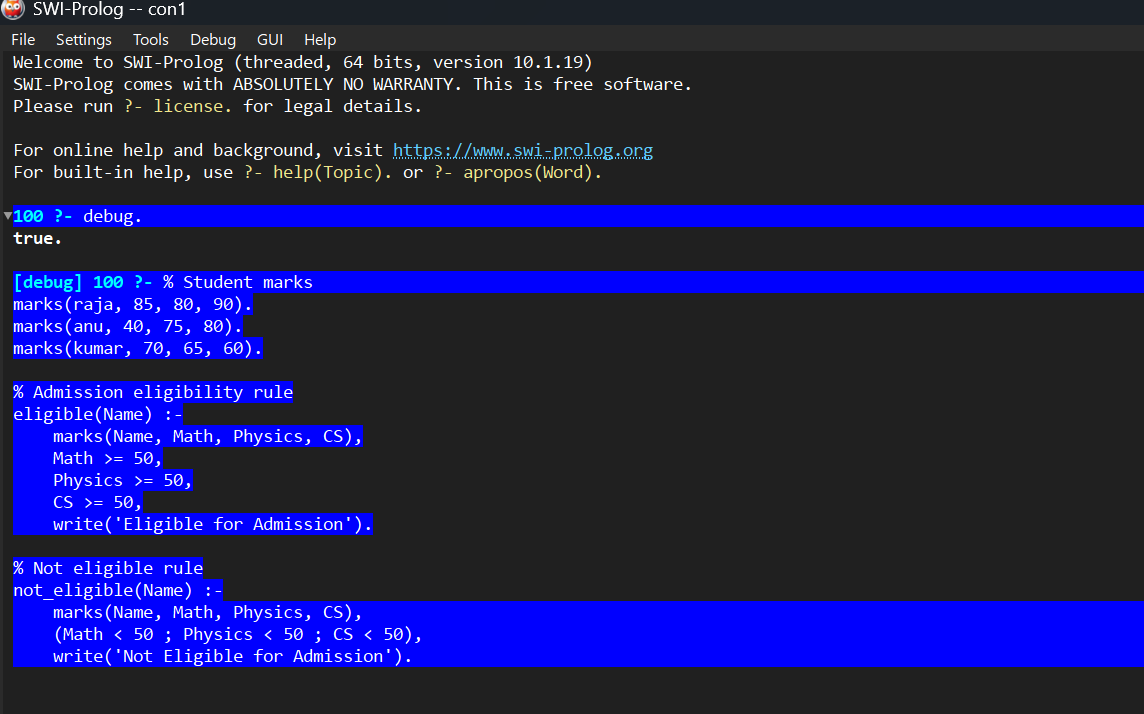 SWI-Prolog -- con1
File Settings Tools Debug GUI Help
Welcome to SWI-Prolog (threaded, 64 bits, version 10.1.19)
SWI-Prolog comes with ABSOLUTELY NO WARRANTY. This is free software.
Please run ?- license. for legal details.

For online help and background, visit https://www.swi-prolog.org
For built-in help, use ?- help(Topic). or ?- apropos(Word).

100 ?- debug.
true.

[debug] 100 ?- % Student marks
marks(raja, 85, 80, 90).
marks(anu, 40, 75, 80).
marks(kumar, 70, 65, 60).

% Admission eligibility rule
eligible(Name) :-
    marks(Name, Math, Physics, CS),
    Math >= 50,
    Physics >= 50,
    CS >= 50,
    write('Eligible for Admission').

% Not eligible rule
not_eligible(Name) :-
    marks(Name, Math, Physics, CS),
    (Math < 50 ; Physics < 50 ; CS < 50),
    write('Not Eligible for Admission').